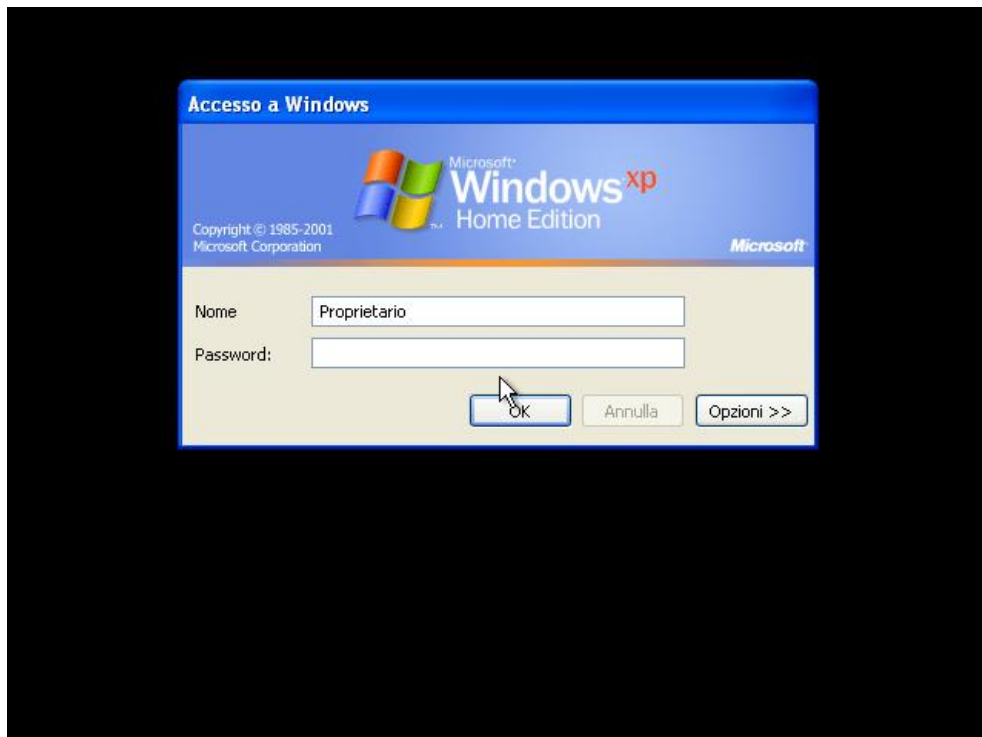 Accesso a Windows
Microsoft®
Windows xp
Home Edition
TM
Copyright © 1985-2001
Microsoft Corporation
Microsoft
Nome
Proprietario
Password:
OK
Annulla
Opzioni >>